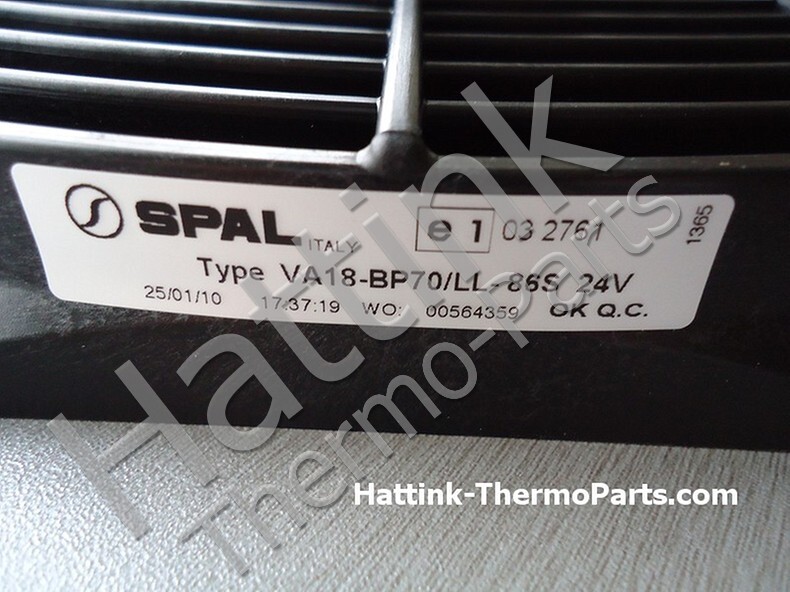 SPAL ITALY e 1 03 2761
1365
Type VA18-BP70/LL-86S 24V
25/01/10 17:37:19 WO: 00564359 OK Q.C.
Hattink
Thermo-parts
Hattink-ThermoParts.com